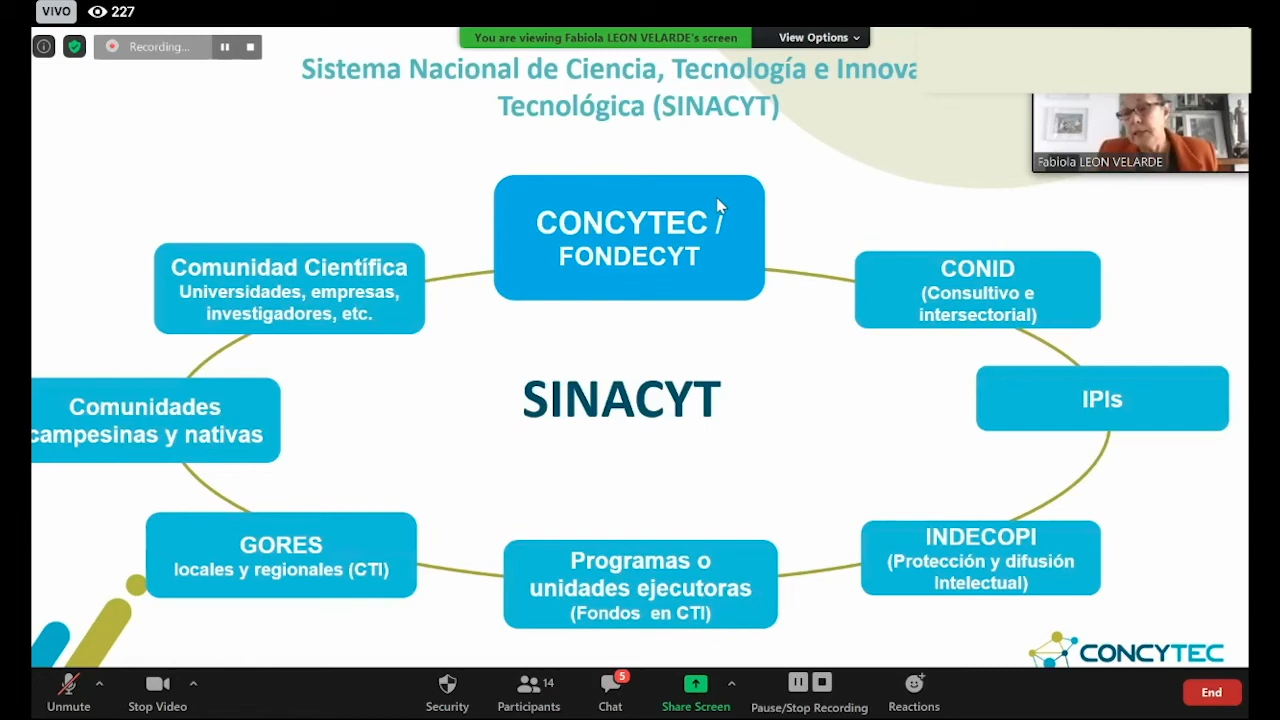 VIVO 227
Recording...
You are viewing Fabiola LEON VELARDE's screen
View Options
Sistema Nacional de Ciencia, Tecnología e Innova
Tecnológica (SINACYT)
Fabiola LEON VELARDE
CONCYTEC /
FONDECYT
Comunidad Científica
Universidades, empresas,
investigadores, etc.
CONID
(Consultivo e
intersectorial)
Comunidades
campesinas y nativas
SINACYT
IPIs
GORES
locales y regionales (CTI)
Programas o
unidades ejecutoras
(Fondos en CTI)
INDECOPI
(Protección y difusión
Intelectual)
CONCYTEC
Unmute
Stop Video
Security
14
Participants
5
Chat
Share Screen
Pause/Stop Recording
Reactions
End